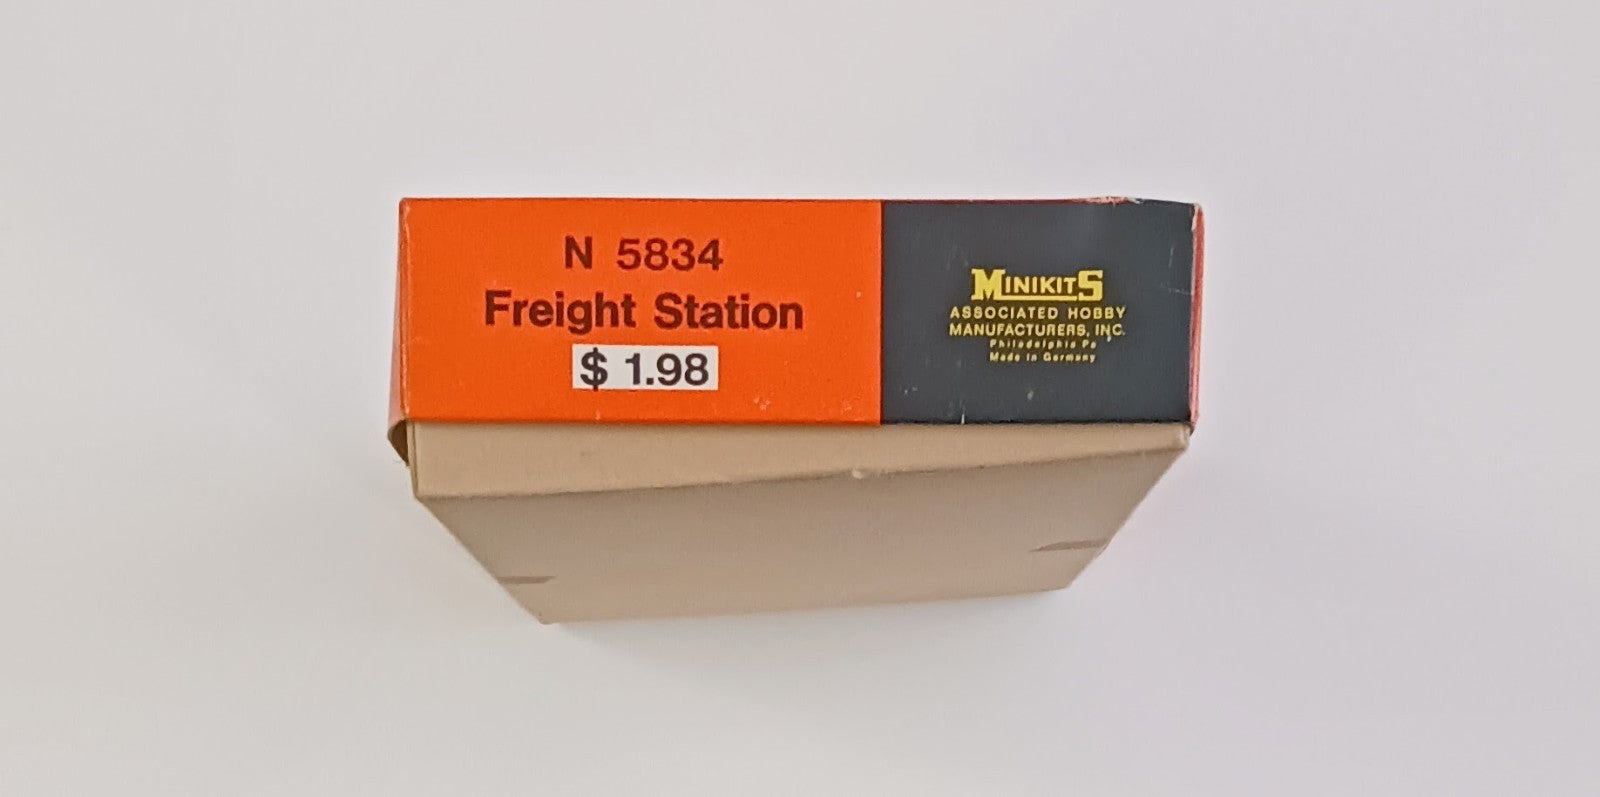 N 5834
Freight Station
$ 1.98
MINIKITS
ASSOCIATED HOBBY
MANUFACTURERS, INC.
Philadelphia Pa
Made in Germany